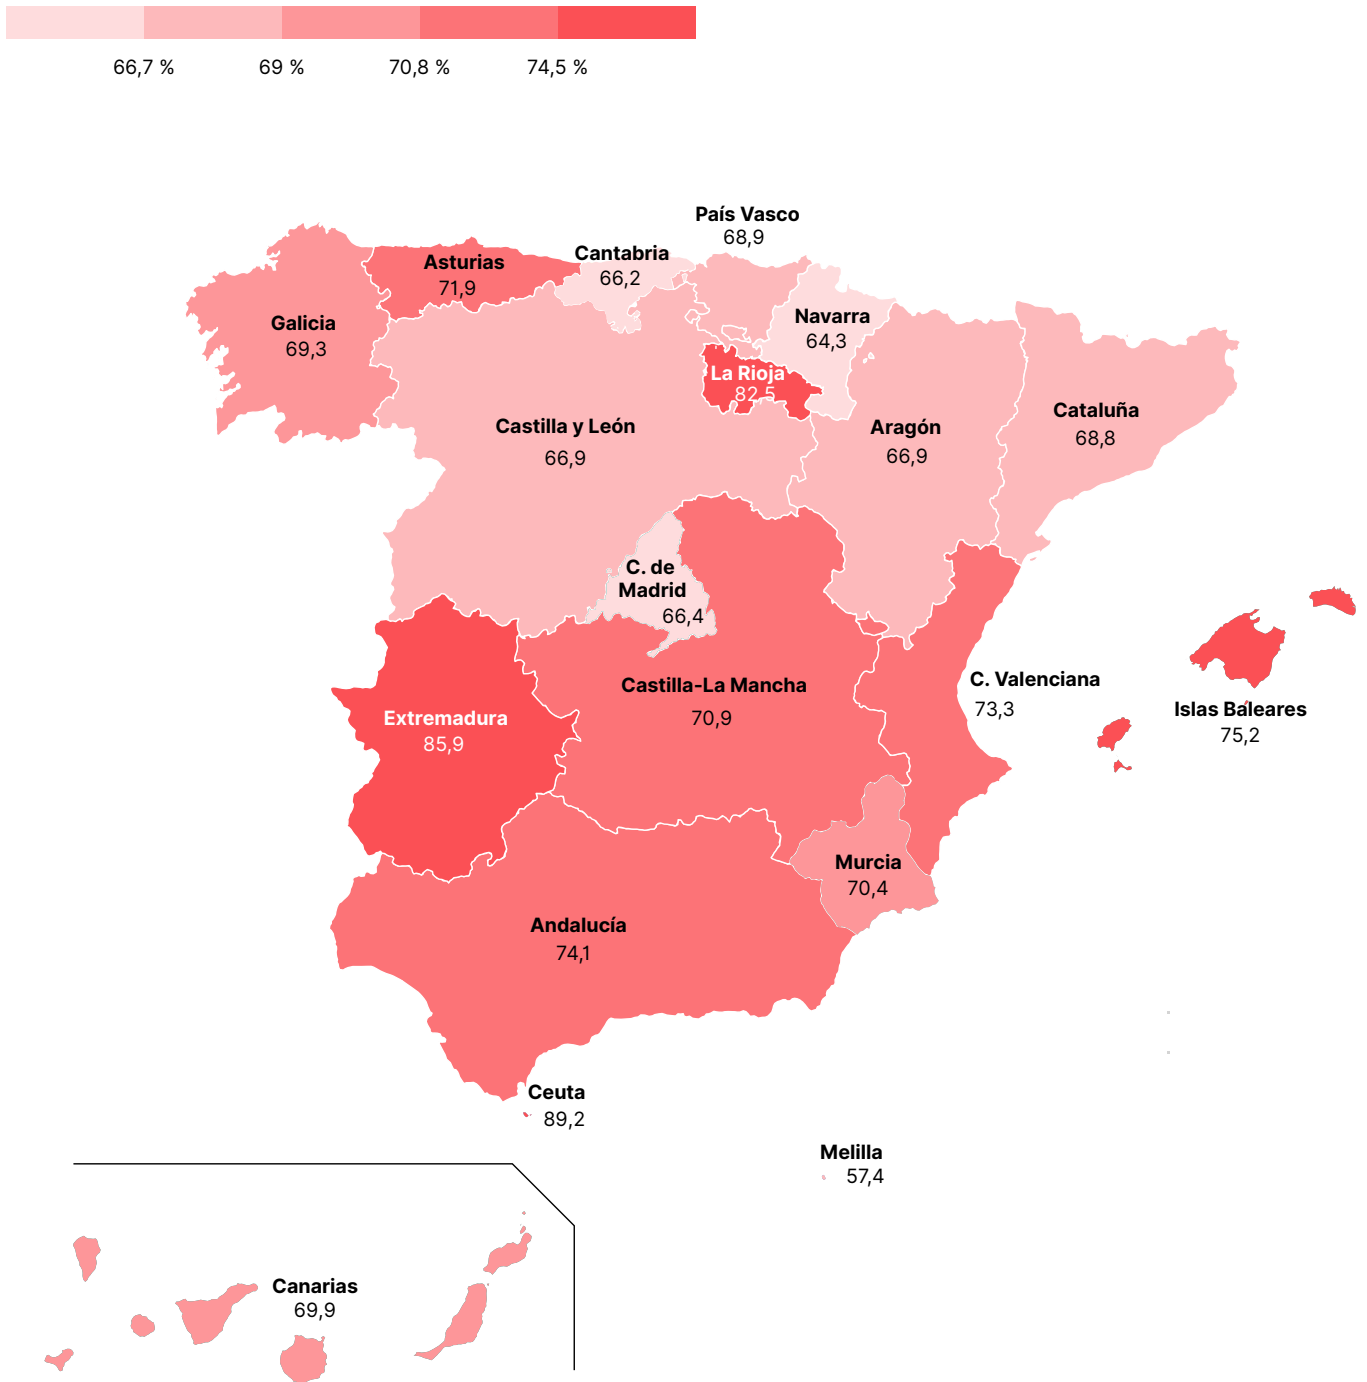 66,7 %
69 %
70,8 %
74,5 %
País Vasco
68,9
Cantabria
66,2
Asturias
71,9
Galicia
69,3
Navarra
64,3
La Rioja
82,5
Castilla y León
66,9
Aragón
66,9
Cataluña
68,8
C. de
Madrid
66,4
Castilla-La Mancha
70,9
C. Valenciana
73,3
Islas Baleares
75,2
Extremadura
85,9
Murcia
70,4
Andalucía
74,1
Ceuta
89,2
Melilla
57,4
Canarias
69,9